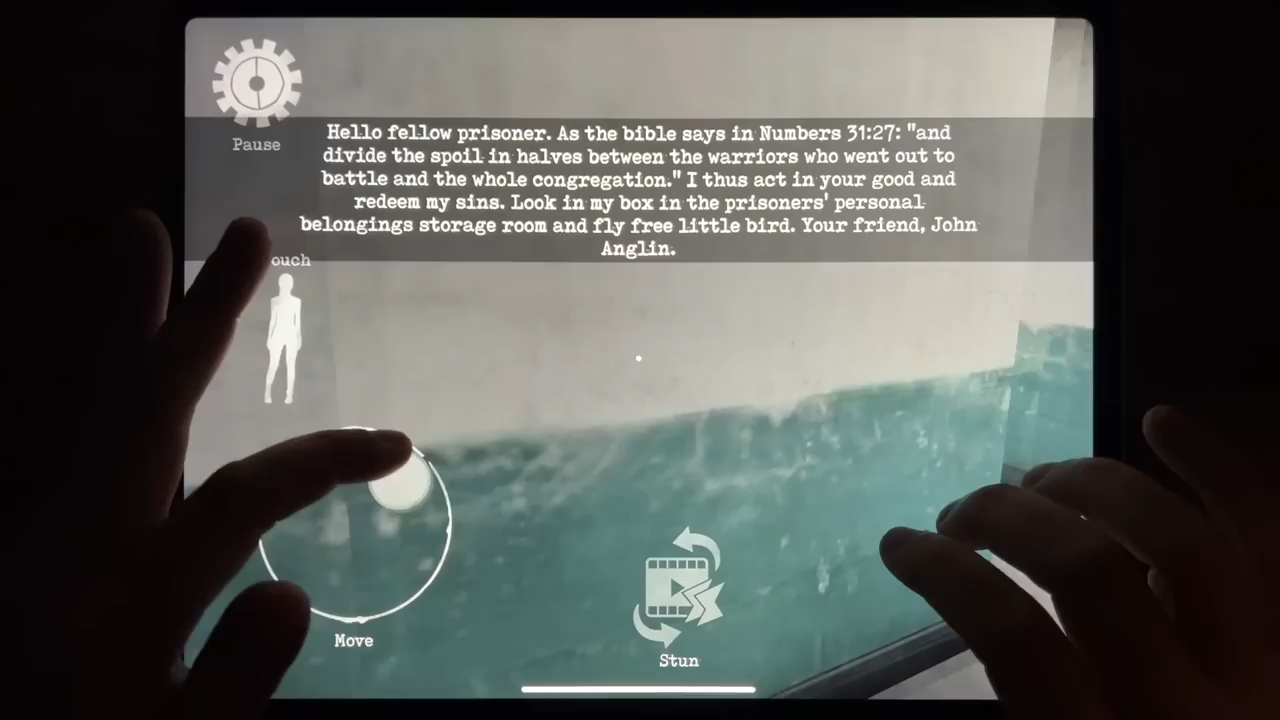 Pause
Hello fellow prisoner. As the bible says in Numbers 31:27: "and
divide the spoil in halves between the warriors who went out to
battle and the whole congregation." I thus act in your good and
redeem my sins. Look in my box in the prisoners' personal
belongings storage room and fly free little bird. Your friend, John
Anglin.
ouch
Move
Stun